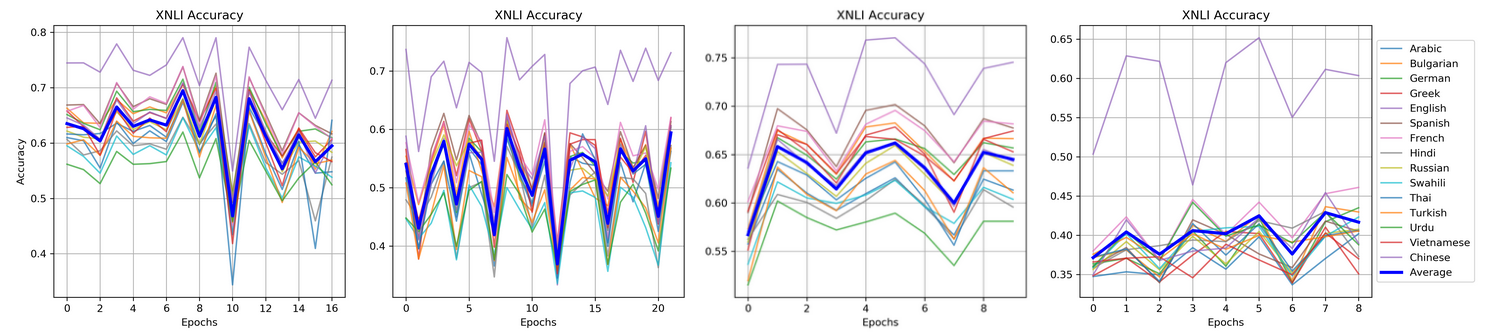 XNLI Accuracy
Accuracy
0.8
0.7
0.6
0.5
0.4
0 2 4 6 8 10 12 14 16
Epochs
XNLI Accuracy
0.7
0.6
0.5
0.4
0 5 10 15 20
Epochs
XNLI Accuracy
0.75
0.70
0.65
0.60
0.55
0 2 4 6 8
Epochs
XNLI Accuracy
0.65
0.60
0.55
0.50
0.45
0.40
0.35
0 1 2 3 4 5 6 7 8
Epochs
Arabic
Bulgarian
German
Greek
English
Spanish
French
Hindi
Russian
Swahili
Thai
Turkish
Urdu
Vietnamese
Chinese
Average